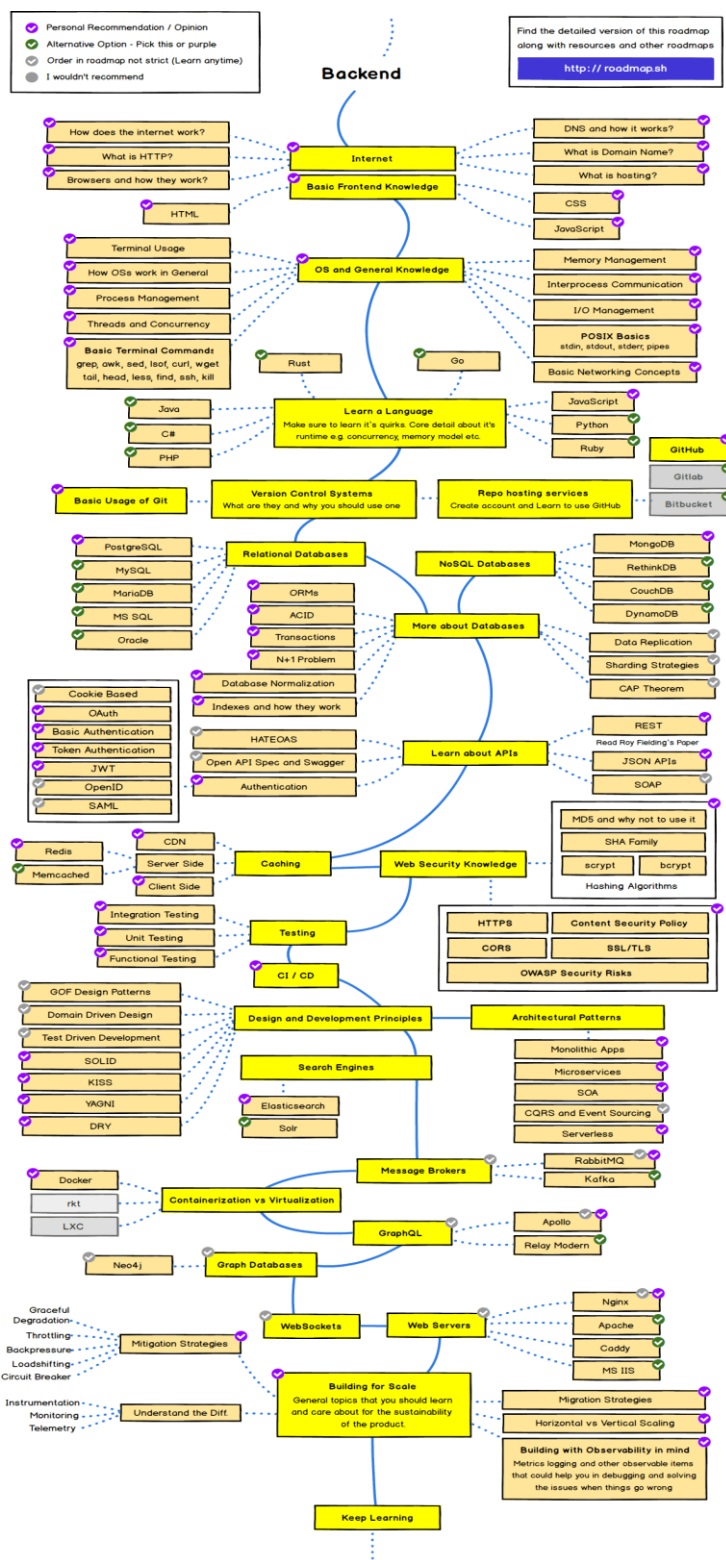 Personal Recommendation / Opinion
Alternative Option - Pick this or purple
Order in roadmap not strict (Learn anytime)
I wouldn't recommend
Find the detailed version of this roadmap
along with resources and other roadmaps
http:// roadmap.sh
Backend
How does the internet work?
What is HTTP?
Browsers and how they work?
Internet
DNS and how it works?
What is Domain Name?
What is hosting?
Basic Frontend Knowledge
HTML
CSS
JavaScript
Terminal Usage
How OSs work in General
Process Management
Threads and Concurrency
Basic Terminal Commands
grep, awk, sed, lsof, curl, wget
tail, head, less, find, ssh, kill
OS and General Knowledge
Memory Management
Interprocess Communication
I/O Management
POSIX Basics
stdin, stdout, stderr, pipes
Basic Networking Concepts
Rust
Go
Java
C#
PHP
Learn a Language
Make sure to learn it`s quirks. Core detail about it's
runtime e.g. concurrency, memory model etc.
JavaScript
Python
Ruby
GitHub
Gitlab
Bitbucket
Basic Usage of Git
Version Control Systems
What are they and why you should use one
Repo hosting services
Create account and Learn to use GitHub
PostgreSQL
MySQL
MariaDB
MS SQL
Oracle
Relational Databases
NoSQL Databases
MongoDB
RethinkDB
CouchDB
DynamoDB
ORMs
ACID
Transactions
N+1 Problem
Database Normalization
Indexes and how they work
More about Databases
Data Replication
Sharding Strategies
CAP Theorem
Cookie Based
OAuth
Basic Authentication
Token Authentication
JWT
OpenID
SAML
HATEOAS
Open API Spec and Swagger
Authentication
Learn about APIs
REST
Read Roy Fielding's Paper
JSON APIs
SOAP
Redis
Memcached
CDN
Server Side
Client Side
Caching
Web Security Knowledge
MD5 and why not to use it
SHA Family
scrypt
bcrypt
Hashing Algorithms
HTTPS
Content Security Policy
CORS
SSL/TLS
OWASP Security Risks
Integration Testing
Unit Testing
Functional Testing
Testing
CI / CD
GOF Design Patterns
Domain Driven Design
Test Driven Development
SOLID
KISS
YAGNI
DRY
Design and Development Principles
Architectural Patterns
Monolithic Apps
Microservices
SOA
CQRS and Event Sourcing
Serverless
Search Engines
Elasticsearch
Solr
Message Brokers
RabbitMQ
Kafka
Docker
rkt
LXC
Containerization vs Virtualization
GraphQL
Apollo
Relay Modern
Neo4j
Graph Databases
WebSockets
Web Servers
Nginx
Apache
Caddy
MS IIS
Graceful
Degradation
Throttling
Backpressure
Loadshifting
Circuit Breaker
Mitigation Strategies
Instrumentation
Monitoring
Telemetry
Understand the Diff.
Building for Scale
General topics that you should learn
and care about for the sustainability
of the product.
Migration Strategies
Horizontal vs Vertical Scaling
Building with Observability in mind
Metrics logging and other observable items
that could help you in debugging and solving
the issues when things go wrong
Keep Learning